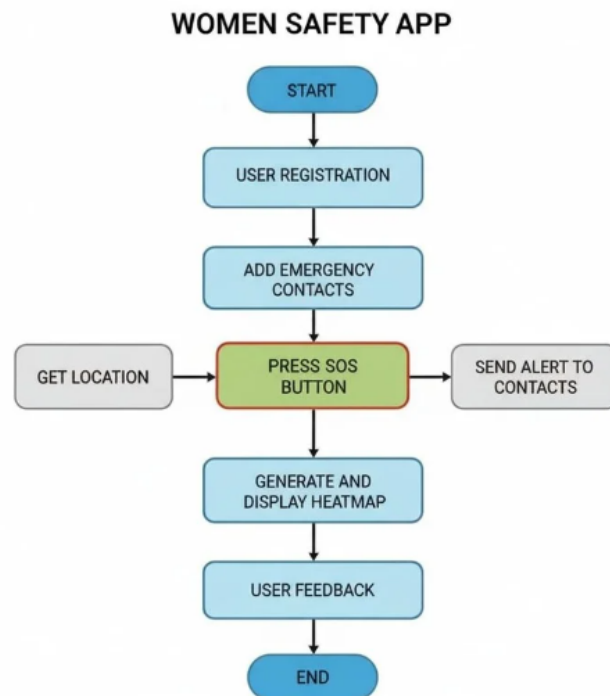 WOMEN SAFETY APP
START
USER REGISTRATION
ADD EMERGENCY
CONTACTS
GET LOCATION
PRESS SOS
BUTTON
SEND ALERT TO
CONTACTS
GENERATE AND
DISPLAY HEATMAP
USER FEEDBACK
END